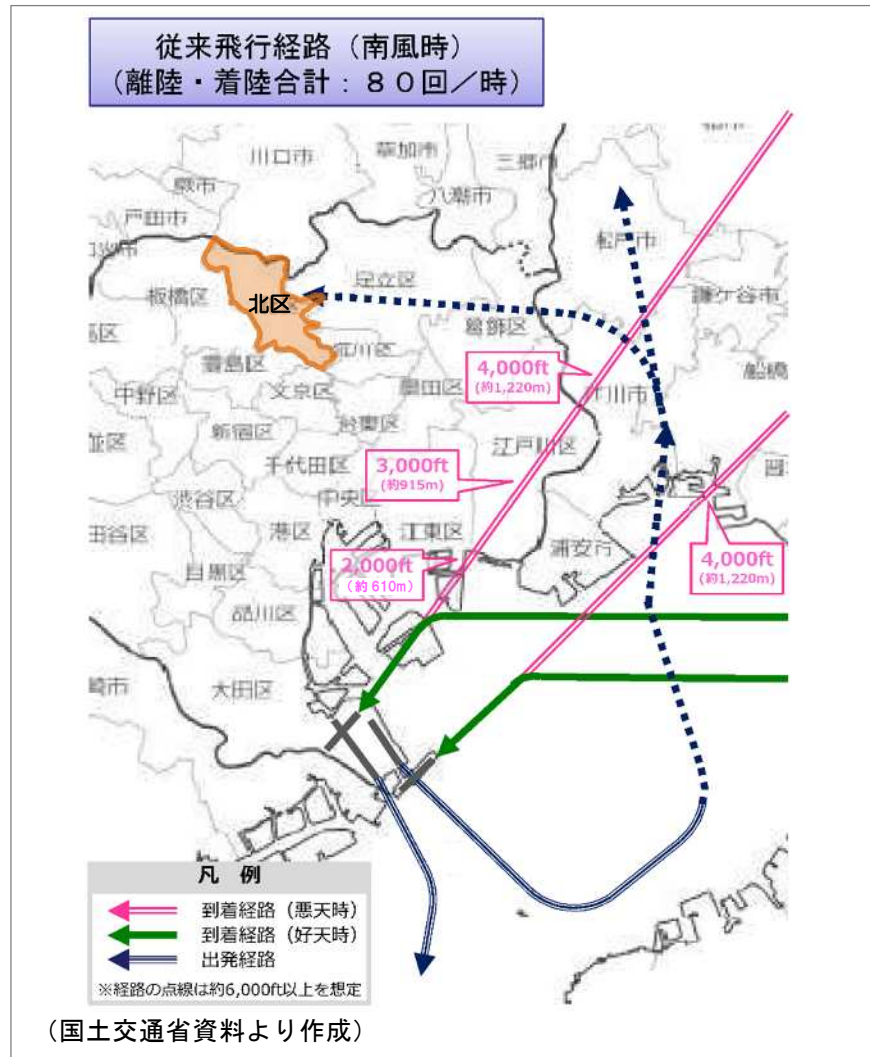 従来飛行経路（南風時）
（離陸・着陸合計：８０回／時）
川口市
草加市
三郷市
蕨市
八潮市
戸田市
松戸市
足立区
板橋区
北区
鎌ケ谷市
葛飾区
荒川区
豊島区
4,000ft
(約1,220m)
市川市
船橋
中野区
文京区
墨田区
台東区
新宿区
江戸川区
千代田区
3,000ft
(約915m)
渋谷区
中央区
港区
江東区
浦安市
目黒区
2,000ft
（約 610m）
4,000ft
(約1,220m)
品川区
大田区
崎市
凡 例
到着経路（悪天時）
到着経路（好天時）
出発経路
※経路の点線は約6,000ft以上を想定
（国土交通省資料より作成）